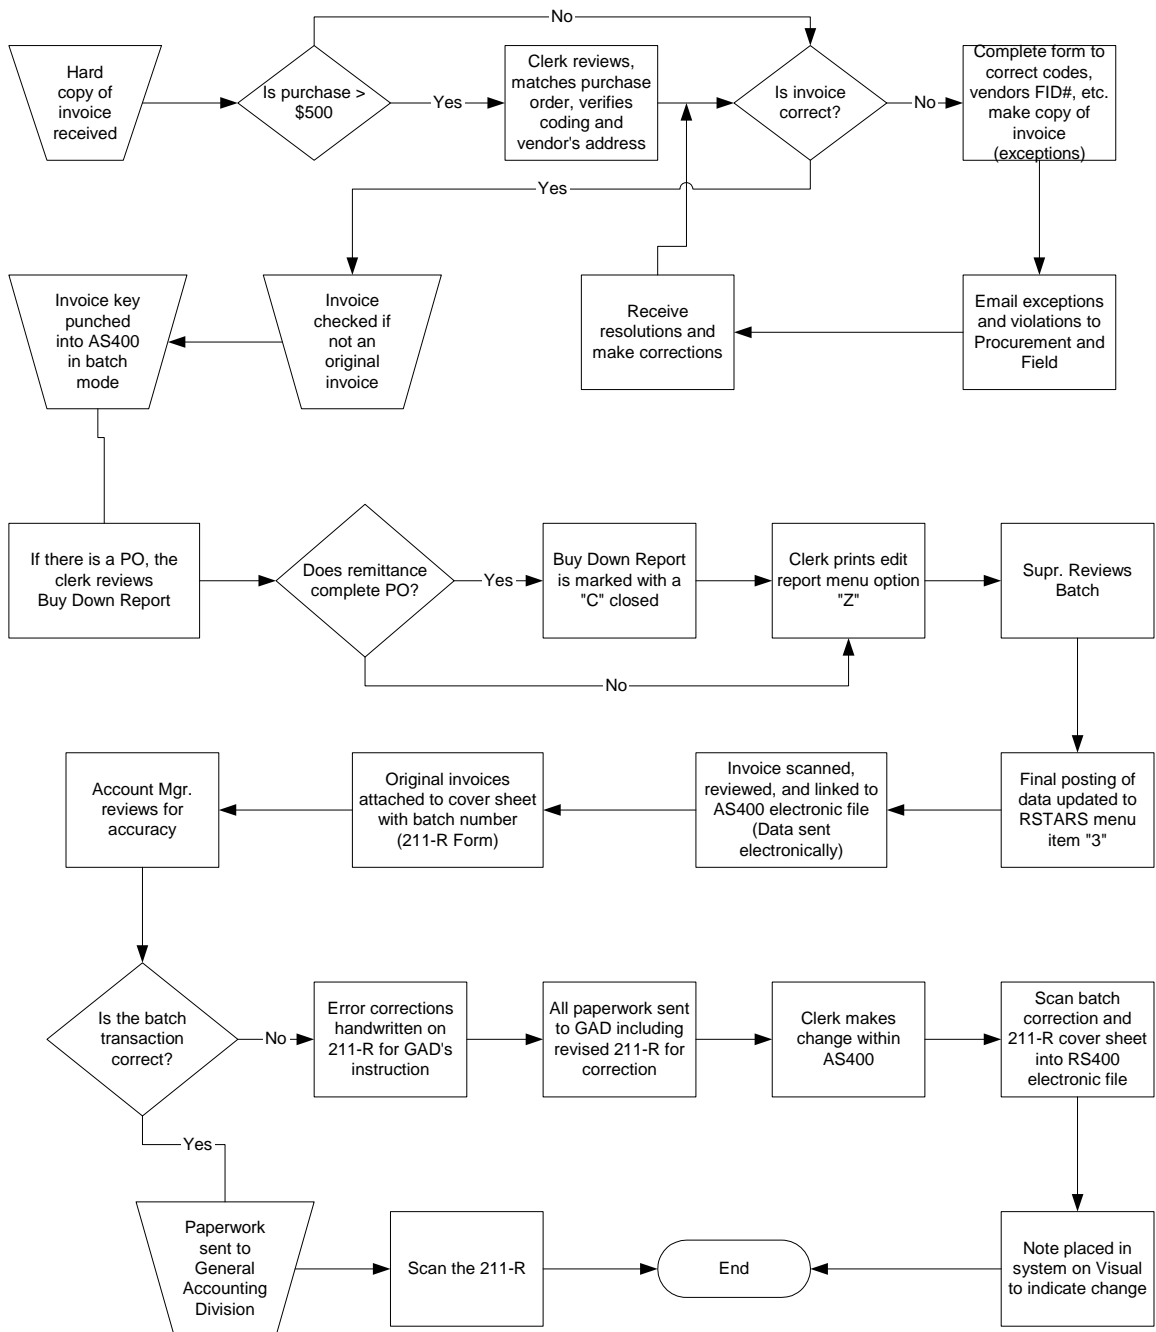 No
Hard
copy of
invoice
received
Is purchase >
$500
Yes
Clerk reviews,
matches purchase
order, verifies
coding and
vendor's address
Is invoice
correct?
No
Complete form to
correct codes,
vendors FID#, etc.
make copy of
invoice
(exceptions)
Yes
Invoice key
punched
into AS400
in batch
mode
Invoice
checked if
not an
original
invoice
Receive
resolutions and
make corrections
Email exceptions
and violations to
Procurement and
Field
If there is a PO, the
clerk reviews
Buy Down Report
Does remittance
complete PO?
Yes
Buy Down Report
is marked with a
"C" closed
Clerk prints edit
report menu option
"Z"
Supr. Reviews
Batch
No
Account Mgr.
reviews for
accuracy
Original invoices
attached to cover sheet
with batch number
(211-R Form)
Invoice scanned,
reviewed, and linked to
AS400 electronic file
(Data sent
electronically)
Final posting of
data updated to
RSTARS menu
item "3"
Is the batch
transaction
correct?
No
Error corrections
handwritten on
211-R for GAD's
instruction
All paperwork sent
to GAD including
revised 211-R for
correction
Clerk makes
change within
AS400
Scan batch
correction and
211-R cover sheet
into RS400
electronic file
Yes
Paperwork
sent to
General
Accounting
Division
Scan the 211-R
End
Note placed in
system on Visual
to indicate change